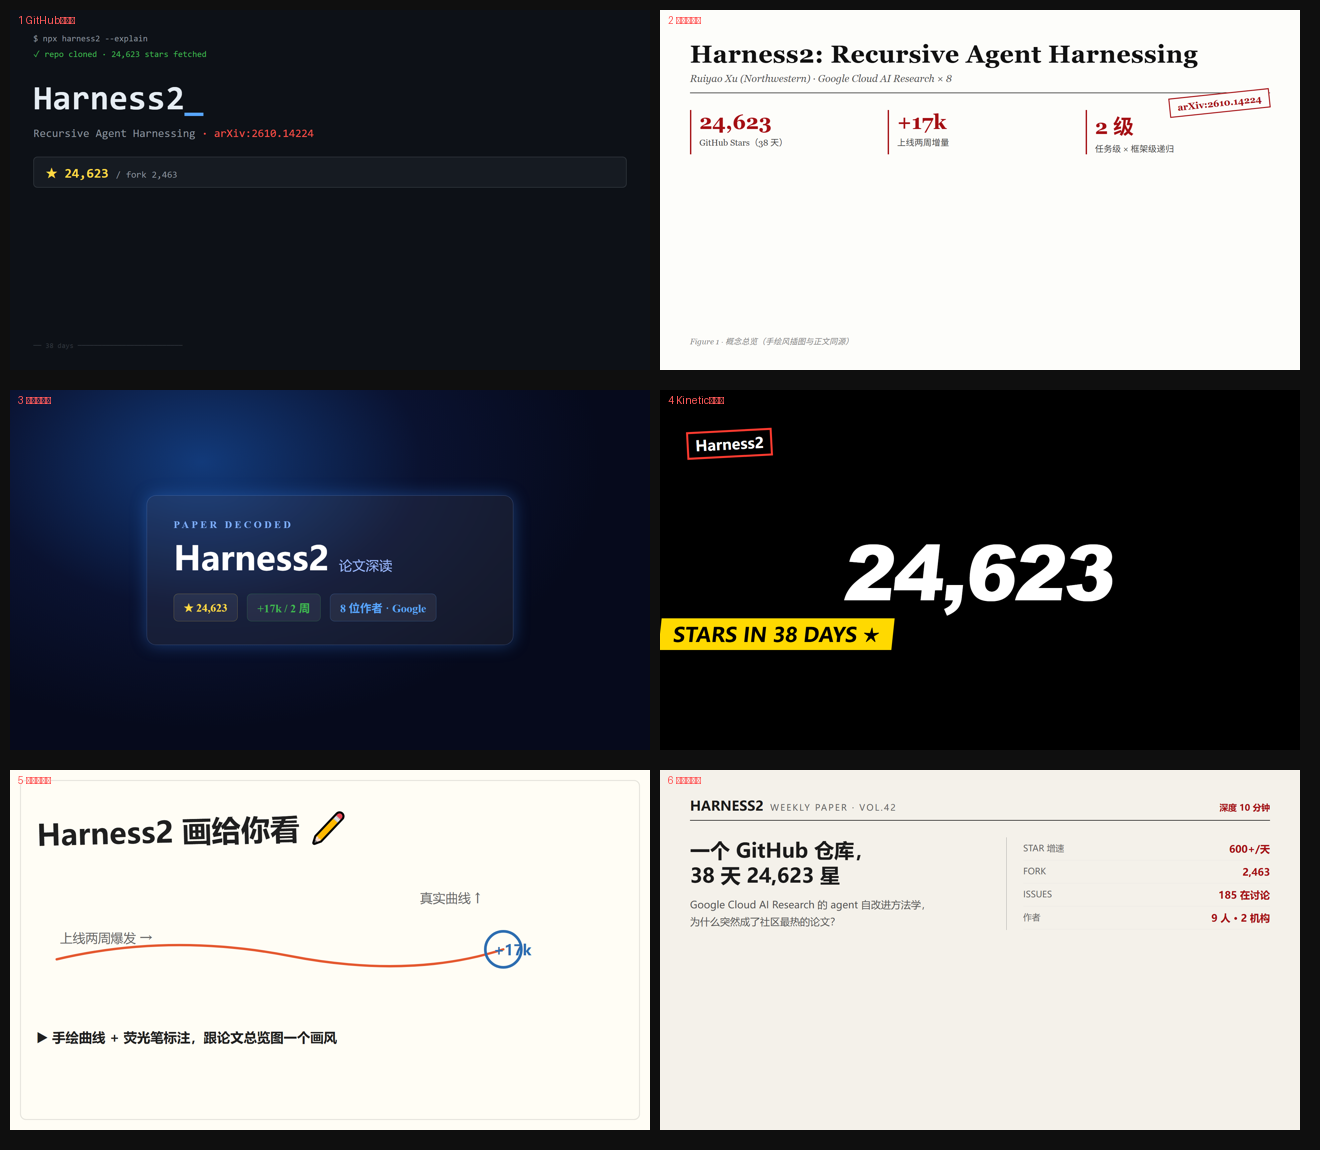 1 GitHub
$ npx harness2 --explain
✓ repo cloned · 24,623 stars fetched
Harness2_
Recursive Agent Harnessing · arXiv:2610.14224
★ 24,623 / fork 2,463
38 days
2
Harness2: Recursive Agent Harnessing
Ruiyao Xu (Northwestern) · Google Cloud AI Research × 8
arXiv:2610.14224
24,623
GitHub Stars（38 天）
+17k
上线两周增量
2 级
任务级 × 框架级递归
Figure 1 · 概念总览（手绘风插图与正文同源）
3
PAPER DECODED
Harness2 论文深读
★ 24,623
+17k / 2 周
8 位作者 · Google
4 Kinetic
Harness2
24,623
STARS IN 38 DAYS ★
5
Harness2 画给你看
真实曲线 ↑
上线两周爆发 →
+17k
▶ 手绘曲线 + 荧光笔标注，跟论文总览图一个画风
6
HARNESS2 WEEKLY PAPER · VOL.42
深度 10 分钟
一个 GitHub 仓库，
38 天 24,623 星
Google Cloud AI Research 的 agent 自改进方法学，
为什么突然成了社区最热的论文？
STAR 增速 600+/天
FORK 2,463
ISSUES 185 在讨论
作者 9 人 • 2 机构